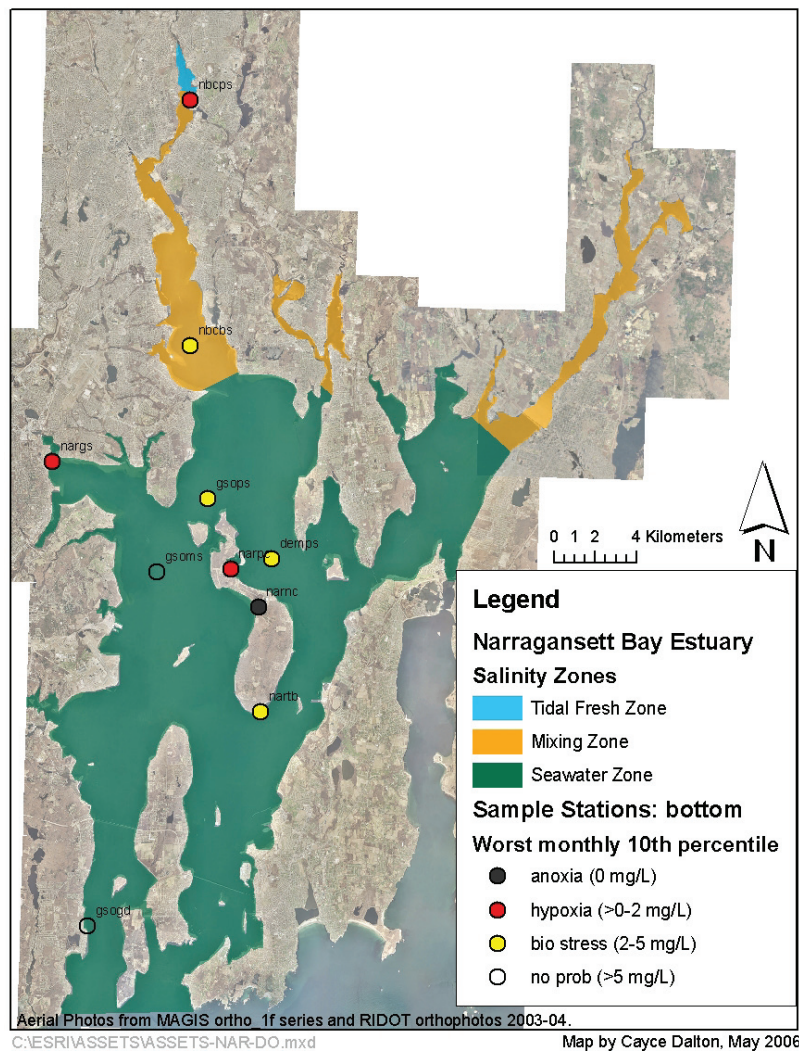 nbcps
nbcbs
nargs
gsops
gsoms
narpc
demps
narnc
nartb
gsogd
0 1 2 4 Kilometers
N
Legend
Narragansett Bay Estuary
Salinity Zones
Tidal Fresh Zone
Mixing Zone
Seawater Zone
Sample Stations: bottom
Worst monthly 10th percentile
anoxia (0 mg/L)
hypoxia (>0-2 mg/L)
bio stress (2-5 mg/L)
no prob (>5 mg/L)
Aerial Photos from MAGIS ortho_1f series and RIDOT orthophotos 2003-04.
C:\ESRI\ASSETS\ASSETS-NAR-DO.mxd
Map by Cayce Dalton, May 2006